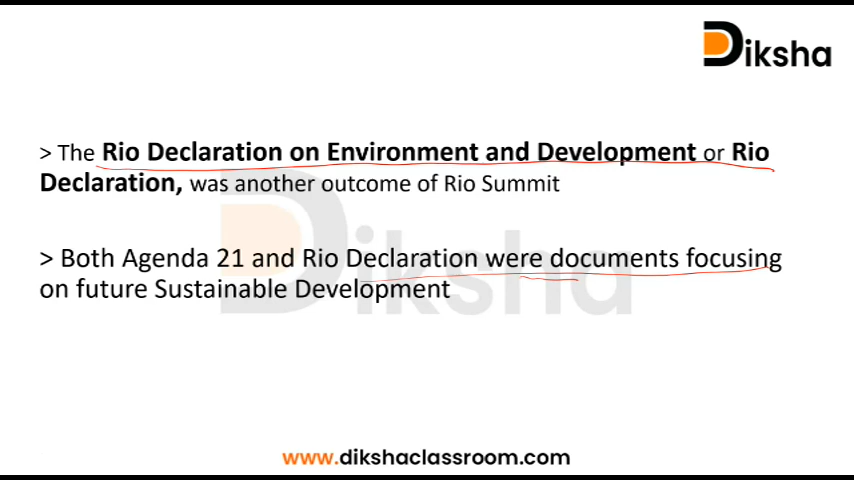 Diksha
> The Rio Declaration on Environment and Development or Rio
Declaration, was another outcome of Rio Summit
> Both Agenda 21 and Rio Declaration were documents focusing
on future Sustainable Development
Diksha
www.dikshaclassroom.com